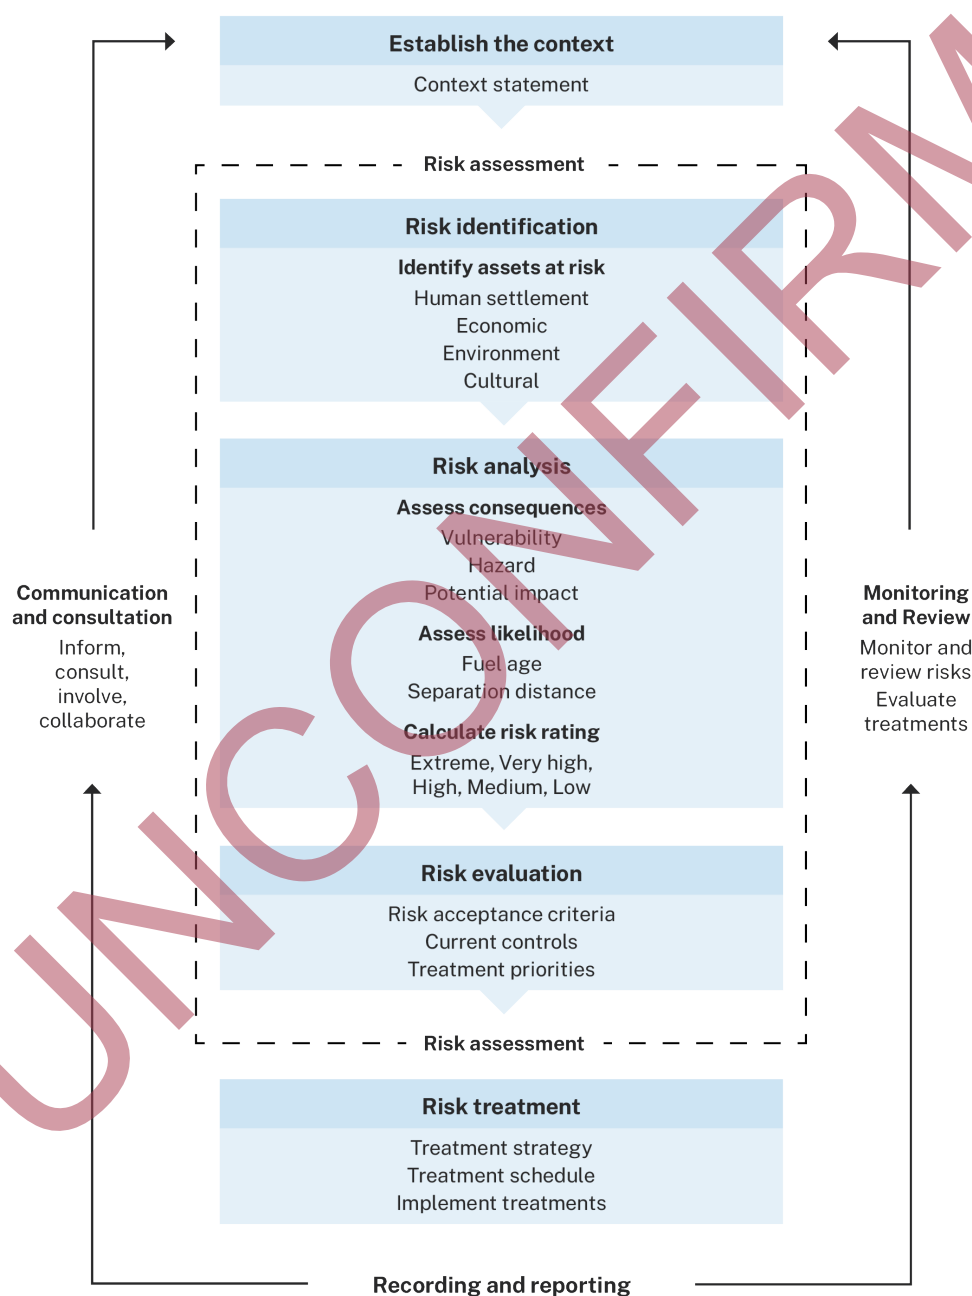 Establish the context
Context statement
Risk assessment
Risk identification
Identify assets at risk
Human settlement
Economic
Environment
Cultural
Risk analysis
Assess consequences
Vulnerability
Hazard
Potential impact
Assess likelihood
Fuel age
Separation distance
Calculate risk rating
Extreme, Very high,
High, Medium, Low
Risk evaluation
Risk acceptance criteria
Current controls
Treatment priorities
Risk assessment
Risk treatment
Treatment strategy
Treatment schedule
Implement treatments
Communication
and consultation
Inform,
consult,
involve,
collaborate
Monitoring
and Review
Monitor and
review risks
Evaluate
treatments
Recording and reporting
UNCONFIRM